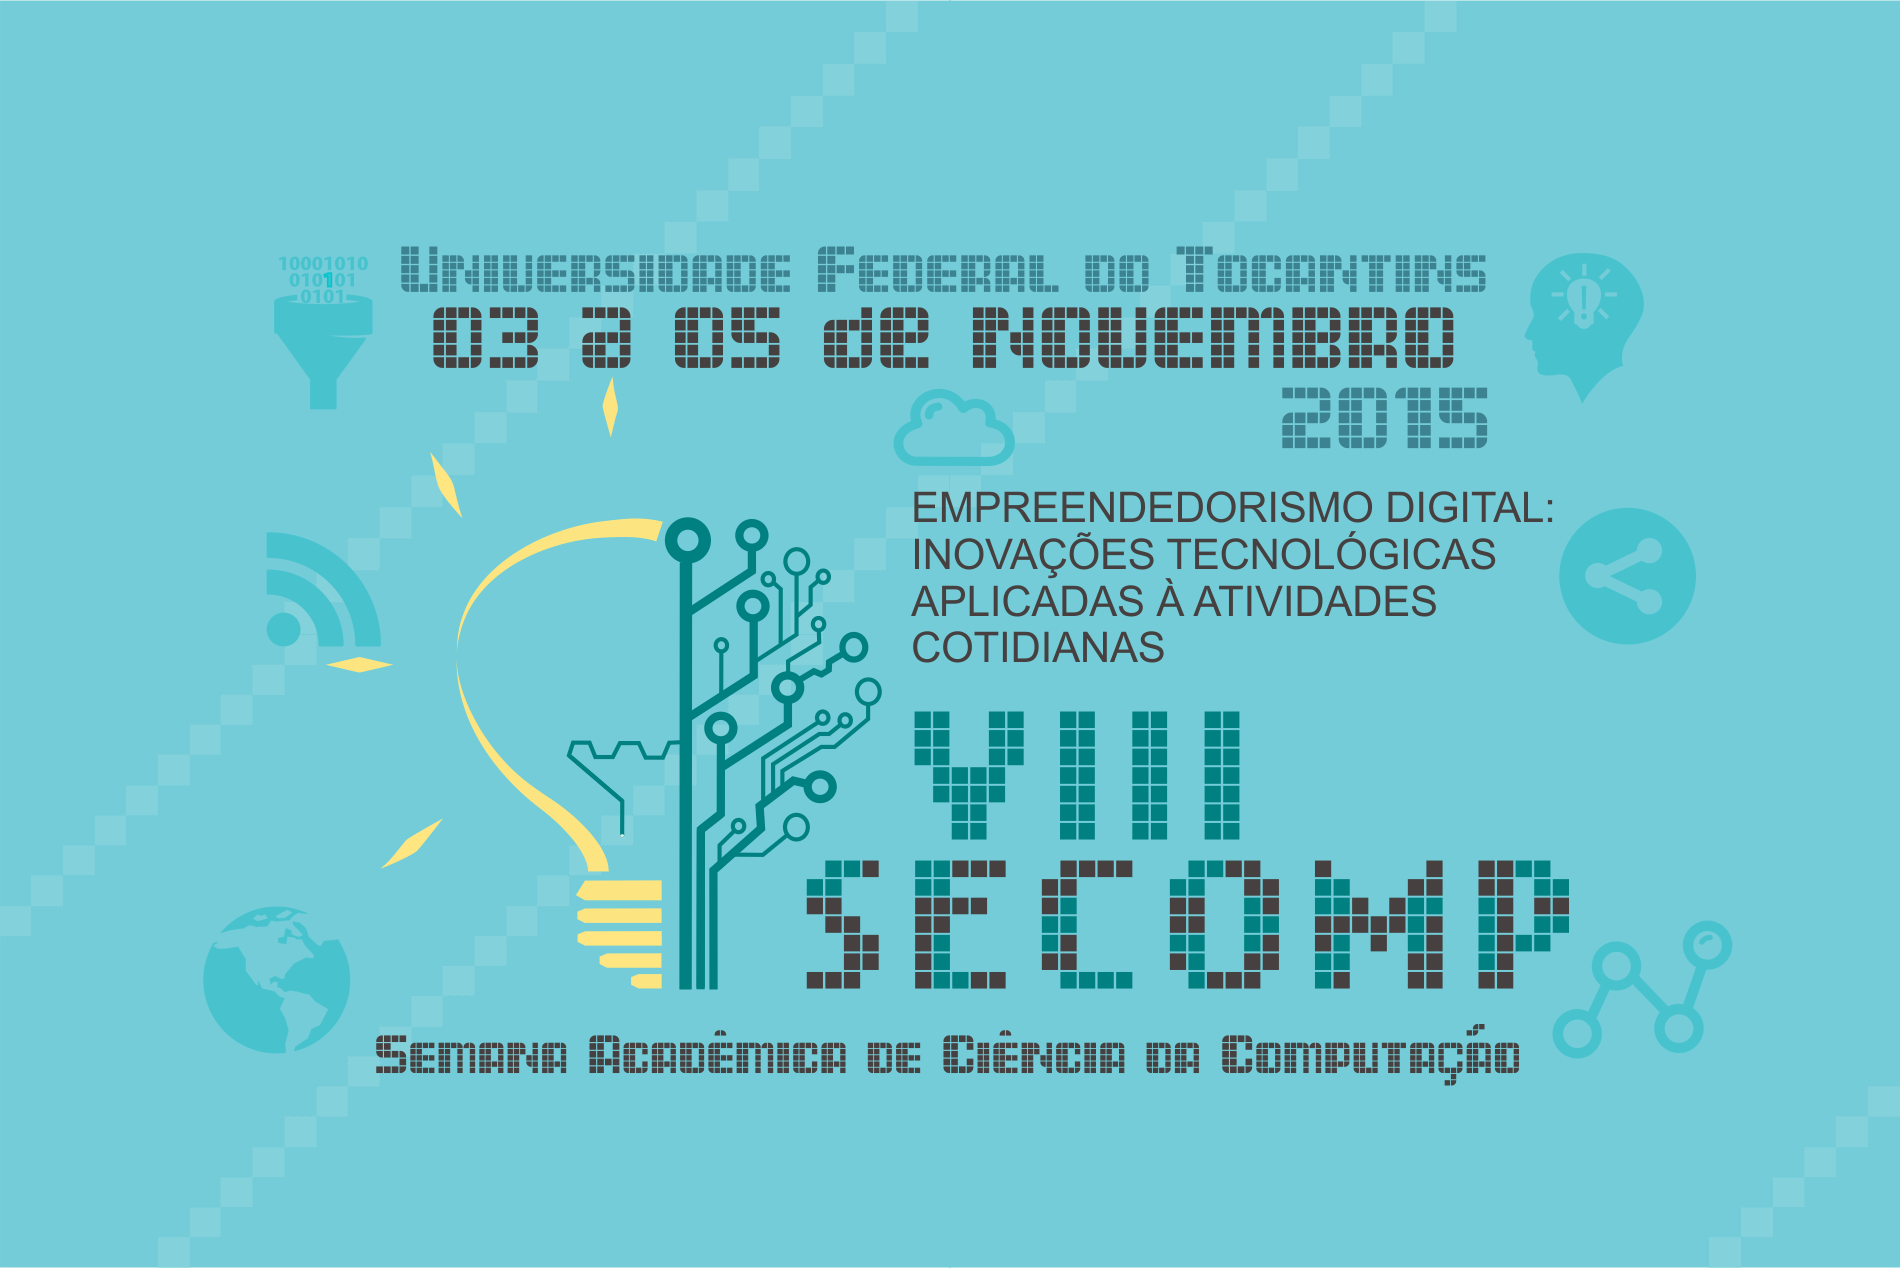 10001010
010101
0101
Universidade Federal do Tocantins
03 a 05 de NOVEMBRO
2015
EMPREENDEDORISMO DIGITAL:
INOVAÇÕES TECNOLÓGICAS
APLICADAS À ATIVIDADES
COTIDIANAS
VIII
SECOMP
Semana Acadêmica de Ciência da Computação